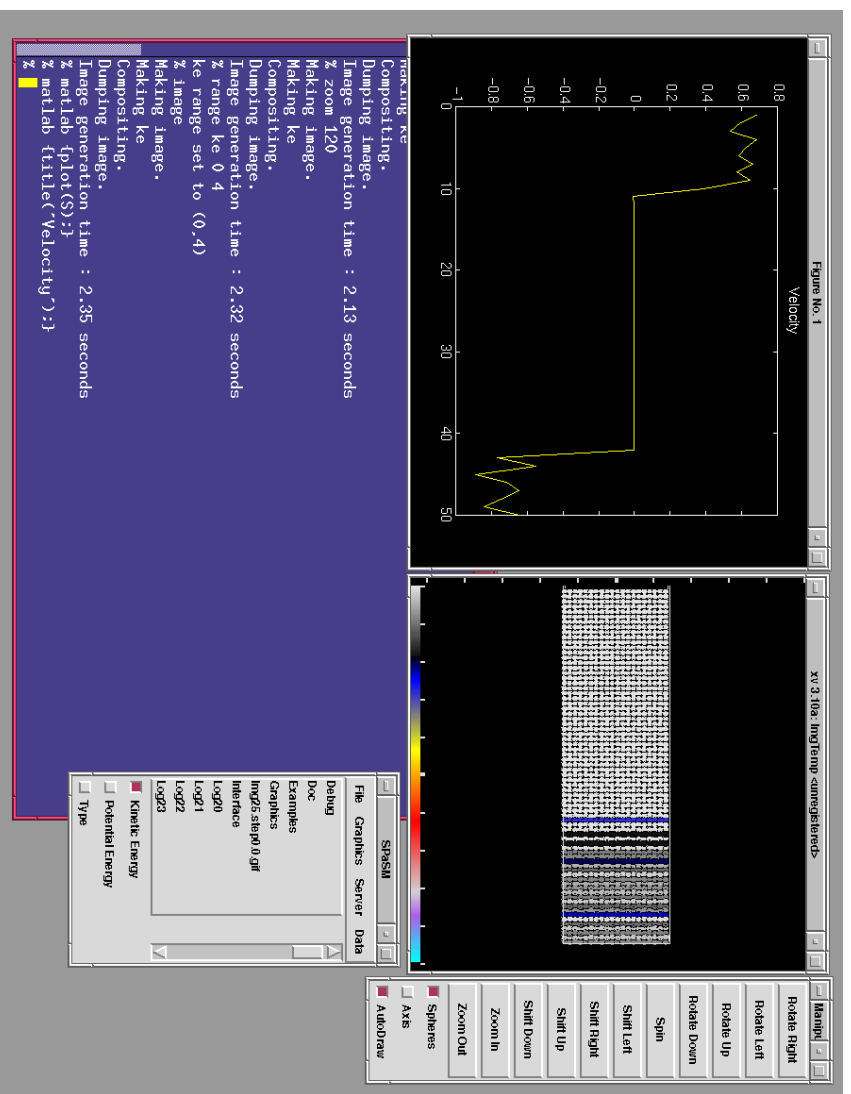 Figure No. 1
Velocity
0.8
0.6
0.4
0.2
0
-0.2
-0.4
-0.6
-0.8
-1
0
10
20
30
40
50
xv 3.10a: ImgTemp <unregistered>
Manipu
Rotate Right
Rotate Left
Rotate Up
Rotate Down
Spin
Shift Left
Shift Right
Shift Up
Shift Down
Zoom In
Zoom Out
Spheres
Axis
AutoDraw
Making ke
Compositing.
Dumping image.
Image generation time : 2.13 seconds
% zoom 120
Making image.
Making ke
Compositing.
Dumping image.
Image generation time : 2.32 seconds
% range ke 0 4
ke range set to (0,4)
% image
Making image.
Making ke
Compositing.
Dumping image.
Image generation time : 2.35 seconds
% matlab {plot(S);}
% matlab {title('Velocity');}
%
SPaSM
File Graphics Server Data
Debug
Doc
Examples
Graphics
Img25.step0.0.gif
Interface
Log20
Log21
Log22
Log23
Kinetic Energy
Potential Energy
Type